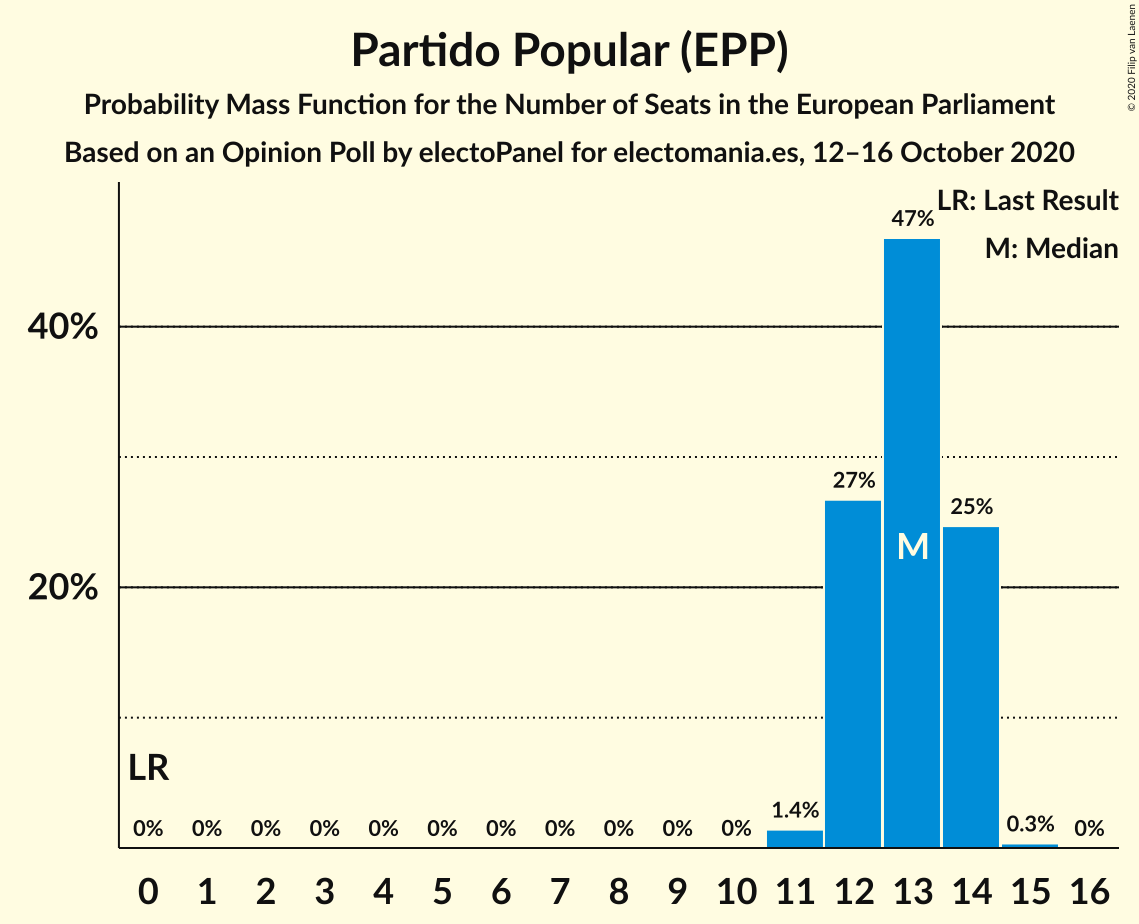 Partido Popular (EPP)
Probability Mass Function for the Number of Seats in the European Parliament
Based on an Opinion Poll by electoPanel for electomania.es, 12–16 October 2020
© 2020 Filip van Laenen
LR: Last Result
M: Median
40%
20%
47%
27%
25%
M
LR
0% 0% 0% 0% 0% 0% 0% 0% 0% 0% 0% 1.4% 0.3% 0%
0 1 2 3 4 5 6 7 8 9 10 11 12 13 14 15 16